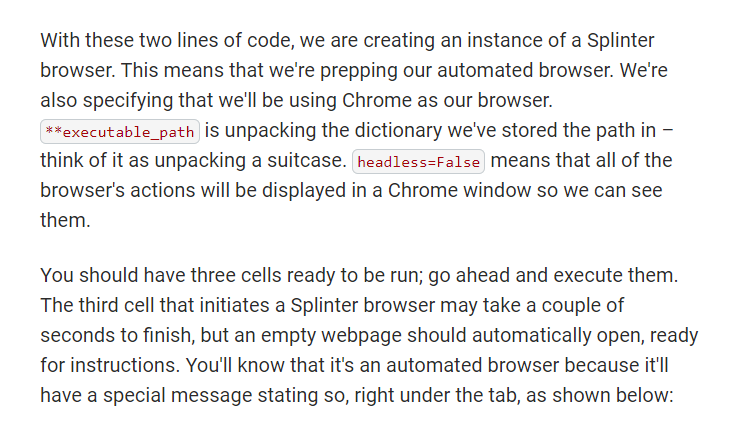 With these two lines of code, we are creating an instance of a Splinter
browser. This means that we're prepping our automated browser. We're
also specifying that we'll be using Chrome as our browser.
**executable_path is unpacking the dictionary we've stored the path in –
think of it as unpacking a suitcase. headless=False means that all of the
browser's actions will be displayed in a Chrome window so we can see
them.
You should have three cells ready to be run; go ahead and execute them.
The third cell that initiates a Splinter browser may take a couple of
seconds to finish, but an empty webpage should automatically open, ready
for instructions. You'll know that it's an automated browser because it'll
have a special message stating so, right under the tab, as shown below: